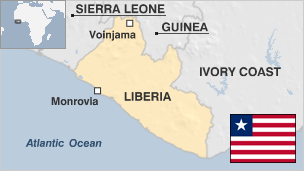 SIERRA LEONE
GUINEA
Voinjama
IVORY COAST
Monrovia
LIBERIA
Atlantic Ocean